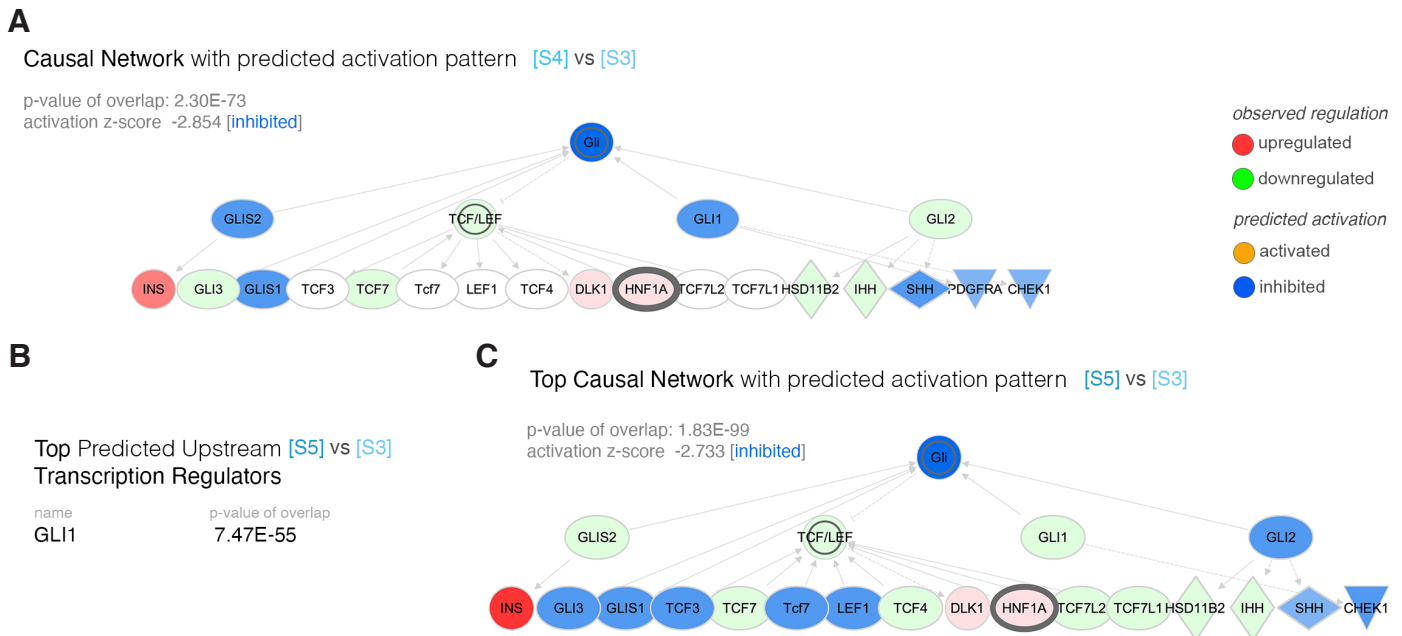 A
Causal Network with predicted activation pattern [S4] vs [S3]
p-value of overlap: 2.30E-73
activation z-score -2.854 [inhibited]
Gli
GLIS2 TCF/LEF GLI1 GLI2
INS GLI3 GLIS1 TCF3 TCF7 Tcf7 LEF1 TCF4 DLK1 HNF1A TCF7L2 TCF7L1 HSD11B2 IHH SHH PDGFRA CHEK1
observed regulation
upregulated
downregulated
predicted activation
activated
inhibited
B
Top Predicted Upstream [S5] vs [S3]
Transcription Regulators
name p-value of overlap
GLI1 7.47E-55
C
Top Causal Network with predicted activation pattern [S5] vs [S3]
p-value of overlap: 1.83E-99
activation z-score -2.733 [inhibited]
Gli
GLIS2 TCF/LEF GLI1 GLI2
INS GLI3 GLIS1 TCF3 TCF7 Tcf7 LEF1 TCF4 DLK1 HNF1A TCF7L2 TCF7L1 HSD11B2 IHH SHH CHEK1